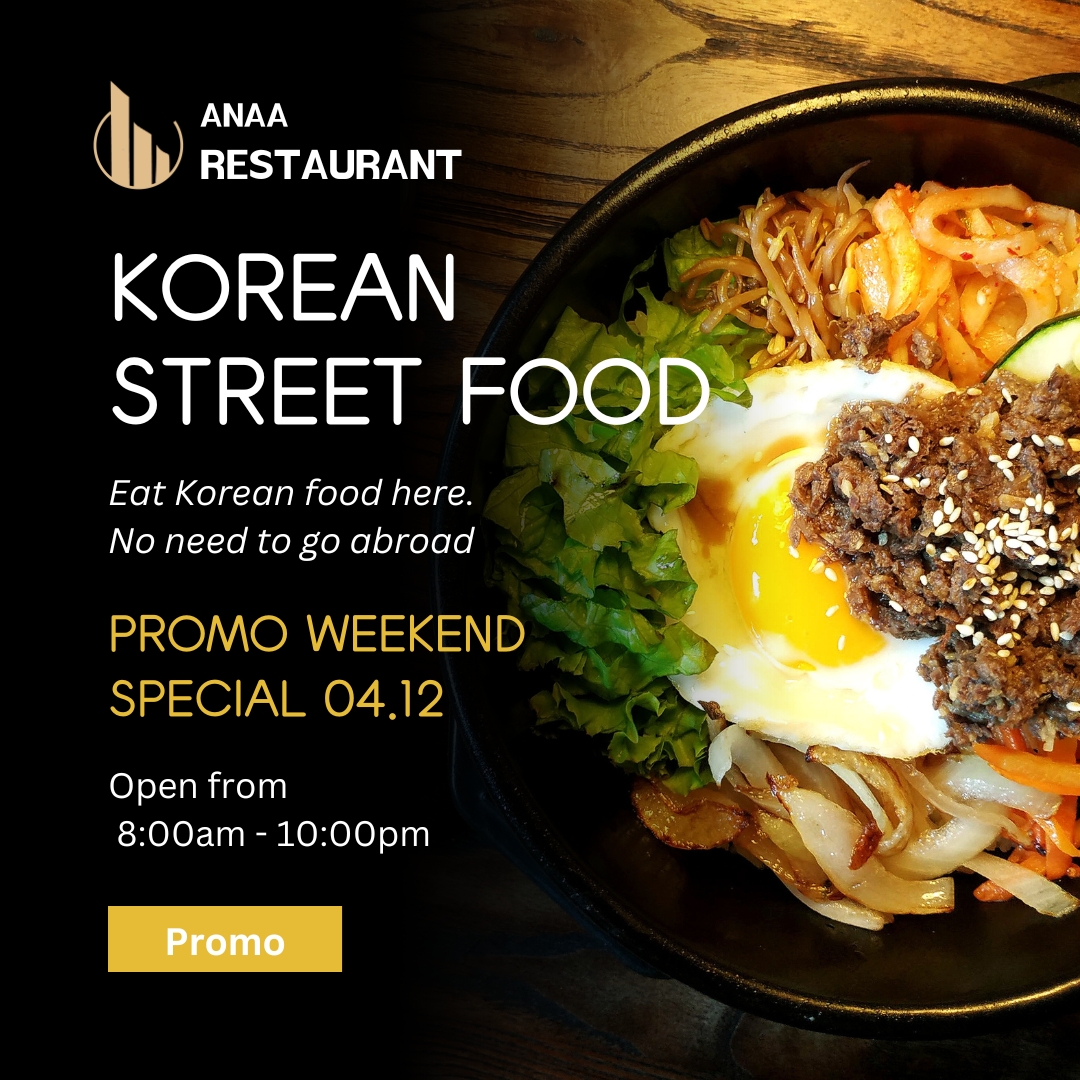 ANAA
RESTAURANT
KOREAN
STREET FOOD
Eat Korean food here.
No need to go abroad
PROMO WEEKEND
SPECIAL 04.12
Open from
8:00am - 10:00pm
Promo